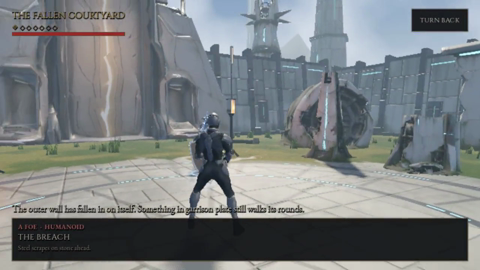 THE FALLEN COURTYARD
TURN BACK
The outer wall has fallen in on itself. Something in garrison plate still walks its rounds.
A FOE · HUMANOID
THE BREACH
Steel scrapes on stone ahead.